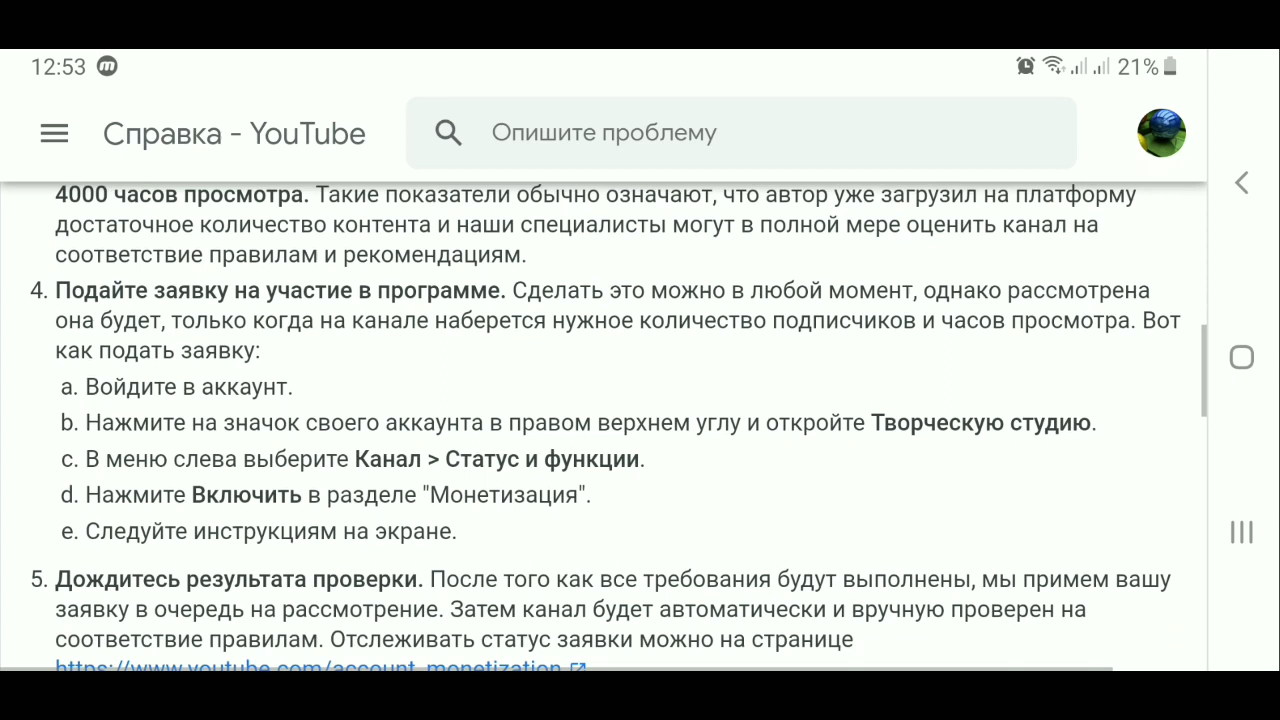 12:53
21%
Справка - YouTube
Опишите проблему
4000 часов просмотра. Такие показатели обычно означают, что автор уже загрузил на платформу
достаточное количество контента и наши специалисты могут в полной мере оценить канал на
соответствие правилам и рекомендациям.
4. Подайте заявку на участие в программе. Сделать это можно в любой момент, однако рассмотрена
она будет, только когда на канале наберется нужное количество подписчиков и часов просмотра. Вот
как подать заявку:
a. Войдите в аккаунт.
b. Нажмите на значок своего аккаунта в правом верхнем углу и откройте Творческую студию.
c. В меню слева выберите Канал > Статус и функции.
d. Нажмите Включить в разделе "Монетизация".
e. Следуйте инструкциям на экране.
5. Дождитесь результата проверки. После того как все требования будут выполнены, мы примем вашу
заявку в очередь на рассмотрение. Затем канал будет автоматически и вручную проверен на
соответствие правилам. Отслеживать статус заявки можно на странице
https://www.youtube.com/account_monetization